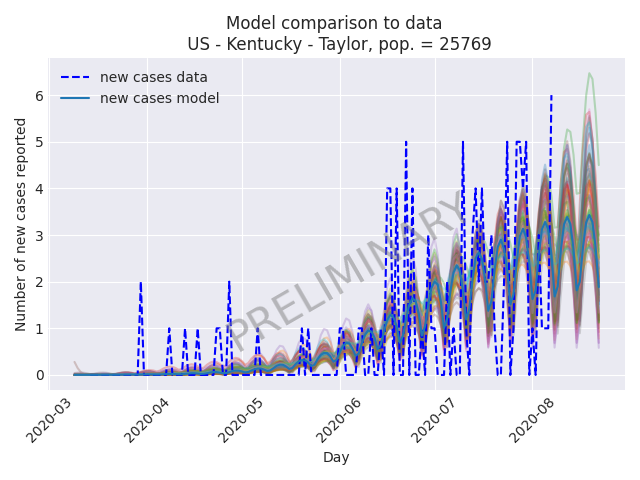 Model comparison to data
US - Kentucky - Taylor, pop. = 25769
new cases data
new cases model
Number of new cases reported
6
5
4
3
2
1
0
PRELIMINARY
2020-03
2020-04
2020-05
2020-06
2020-07
2020-08
Day